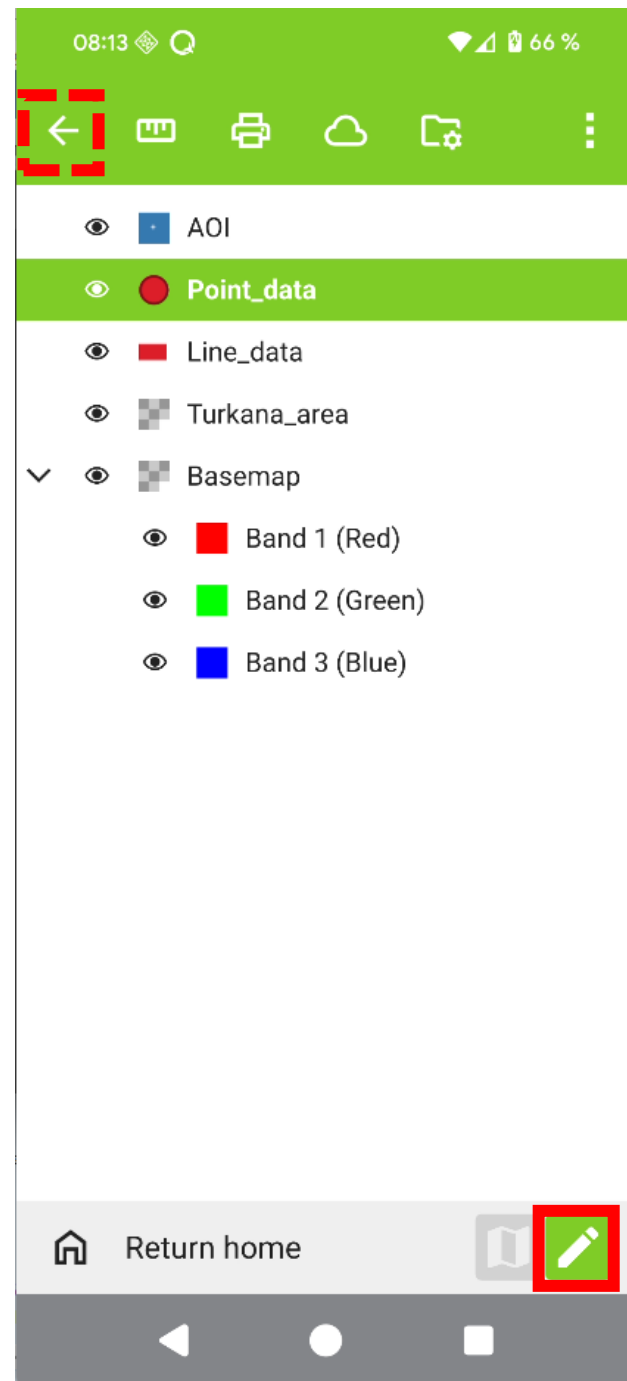 08:13 66 %
AOI
Point_data
Line_data
Turkana_area
Basemap
Band 1 (Red)
Band 2 (Green)
Band 3 (Blue)
Return home